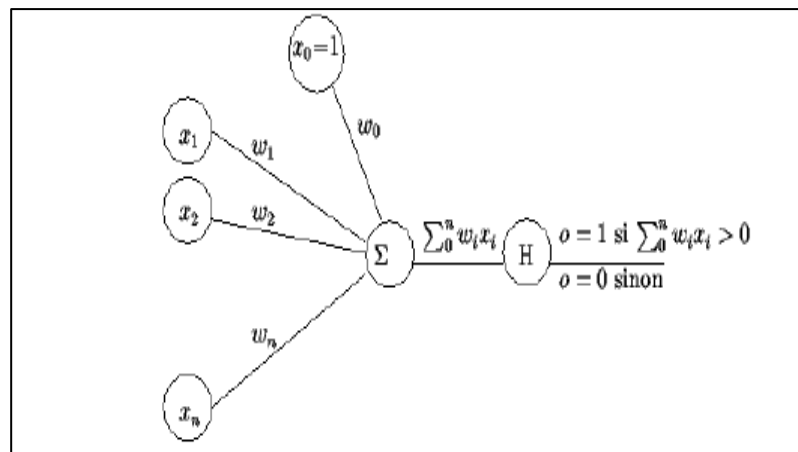 x₀=1
x₁
w₀
w₁
x₂
w₂
∑₀ⁿ wᵢxᵢ
o = 1 si ∑₀ⁿ wᵢxᵢ > 0
Σ
H
o = 0 sinon
wₙ
xₙ